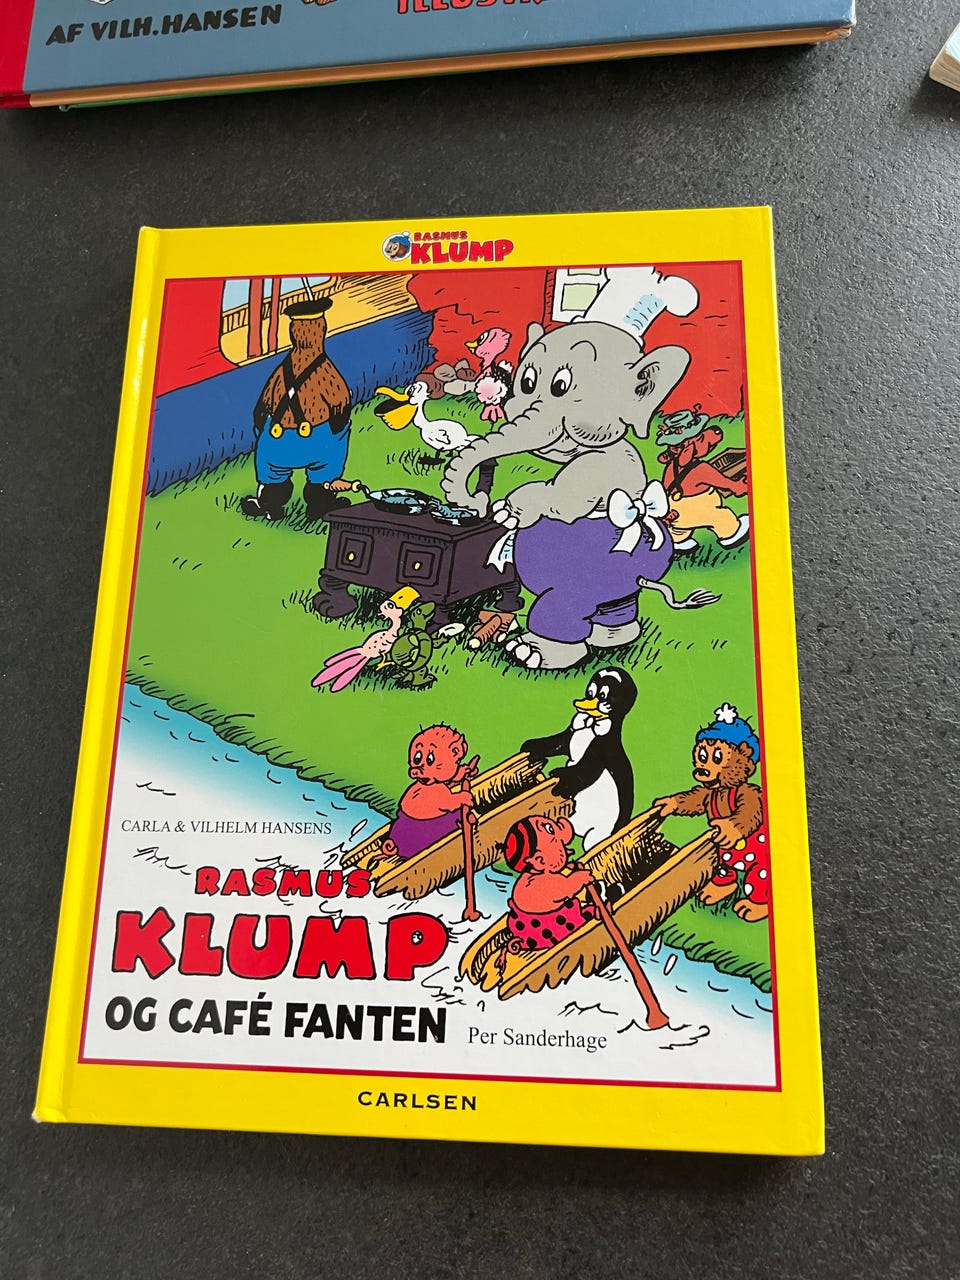 AF VILH.HANSEN
RASMUS
KLUMP
CARLA & VILHELM HANSENS
RASMUS
KLUMP
OG CAFÉ FANTEN
Per Sanderhage
CARLSEN